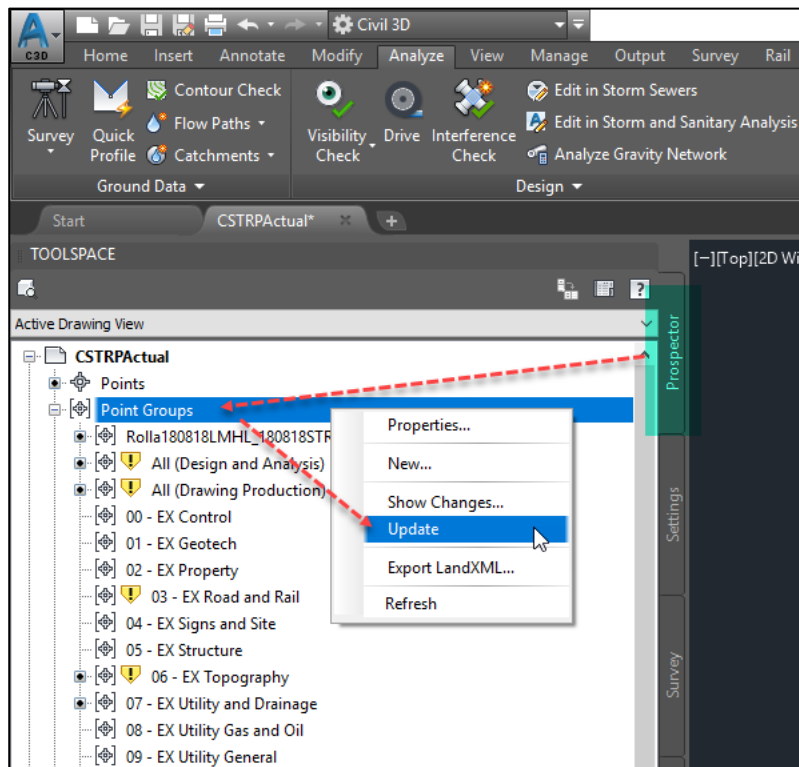 C3D
Civil 3D
Home Insert Annotate Modify Analyze View Manage Output Survey Rail
Survey
Quick Profile
Contour Check
Flow Paths
Catchments
Ground Data
Visibility Check
Drive
Interference Check
Edit in Storm Sewers
Edit in Storm and Sanitary Analysis
Analyze Gravity Network
Design
Start
CSTRPActual*
TOOLSPACE
[−][Top][2D Wi
Active Drawing View
Prospector
Settings
Survey
CSTRPActual
Points
Point Groups
Rolla180818LMHL_180818STR
All (Design and Analysis)
All (Drawing Production)
00 - EX Control
01 - EX Geotech
02 - EX Property
03 - EX Road and Rail
04 - EX Signs and Site
05 - EX Structure
06 - EX Topography
07 - EX Utility and Drainage
08 - EX Utility Gas and Oil
09 - EX Utility General
Properties...
New...
Show Changes...
Update
Export LandXML...
Refresh